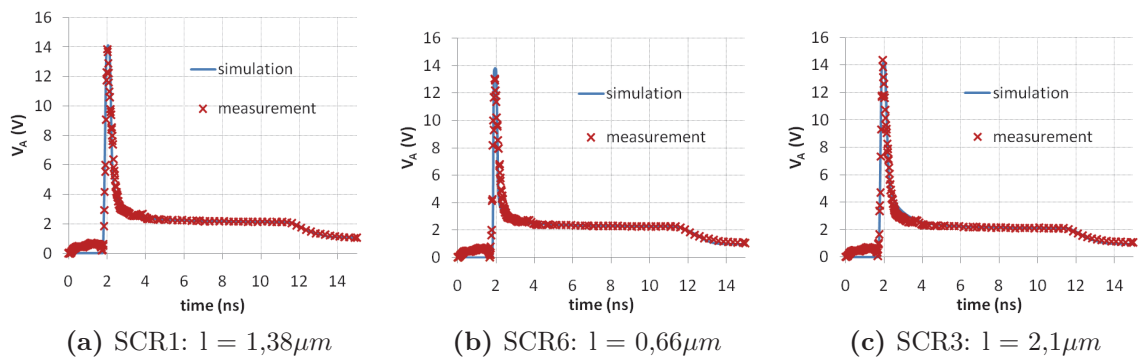 16
14
12
10
8
6
4
2
0
V_A (V)
simulation
measurement
0 2 4 6 8 10 12 14
time (ns)
(a) SCR1: l = 1,38μm
16
14
12
10
8
6
4
2
0
V_A (V)
simulation
measurement
0 2 4 6 8 10 12 14
time (ns)
(b) SCR6: l = 0,66μm
16
14
12
10
8
6
4
2
0
V_A (V)
simulation
measurement
0 2 4 6 8 10 12 14
time (ns)
(c) SCR3: l = 2,1μm